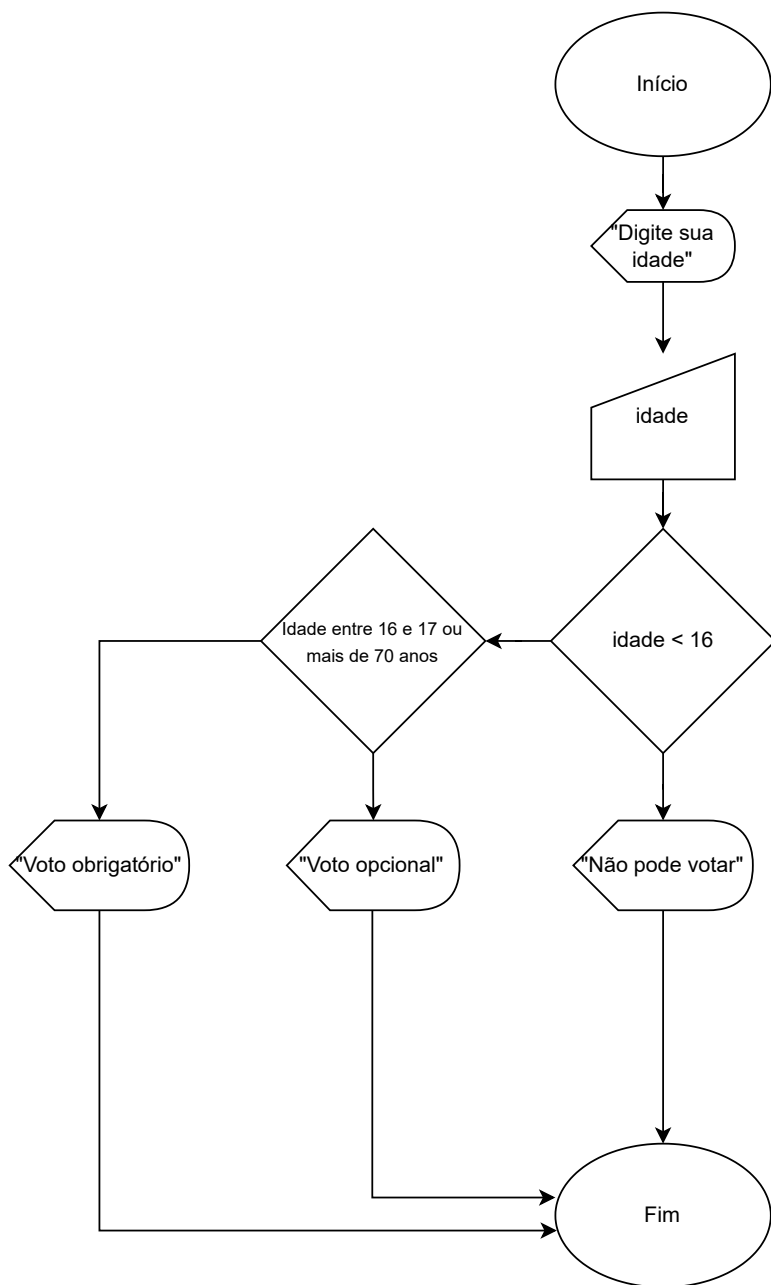 Início
"Digite sua
idade"
idade
Idade entre 16 e 17 ou
mais de 70 anos
idade < 16
"Voto obrigatório"
"Voto opcional"
"Não pode votar"
Fim